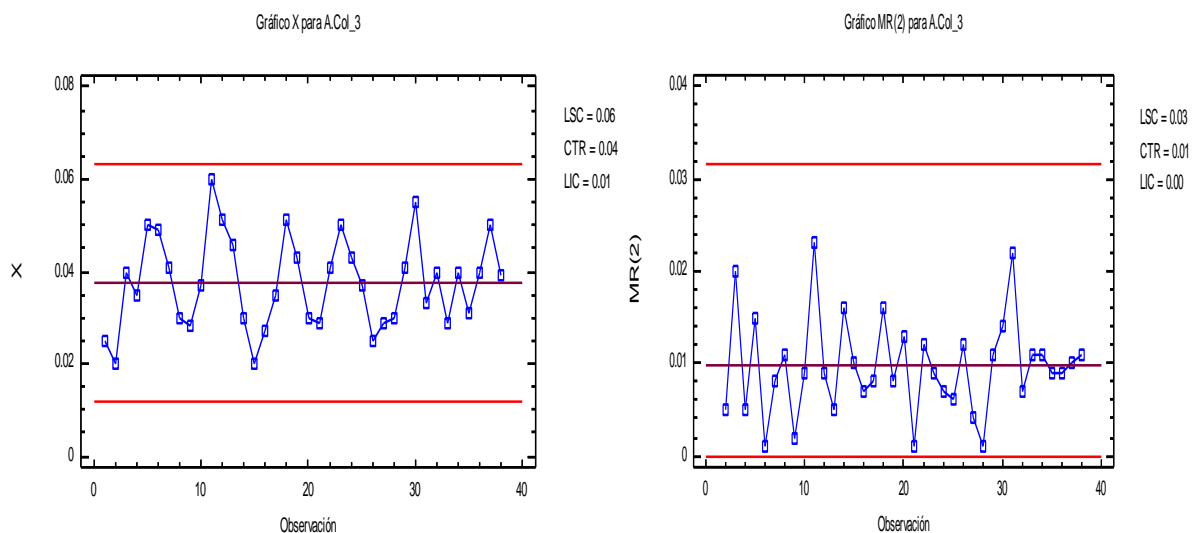 Gráfico X para A.Col_3
X
0.08
0.06
0.04
0.02
0
0 10 20 30 40
Observación
LSC = 0.06
CTR = 0.04
LIC = 0.01
Gráfico MR(2) para A.Col_3
MR(2)
0.04
0.03
0.02
0.01
0
0 10 20 30 40
Observación
LSC = 0.03
CTR = 0.01
LIC = 0.00